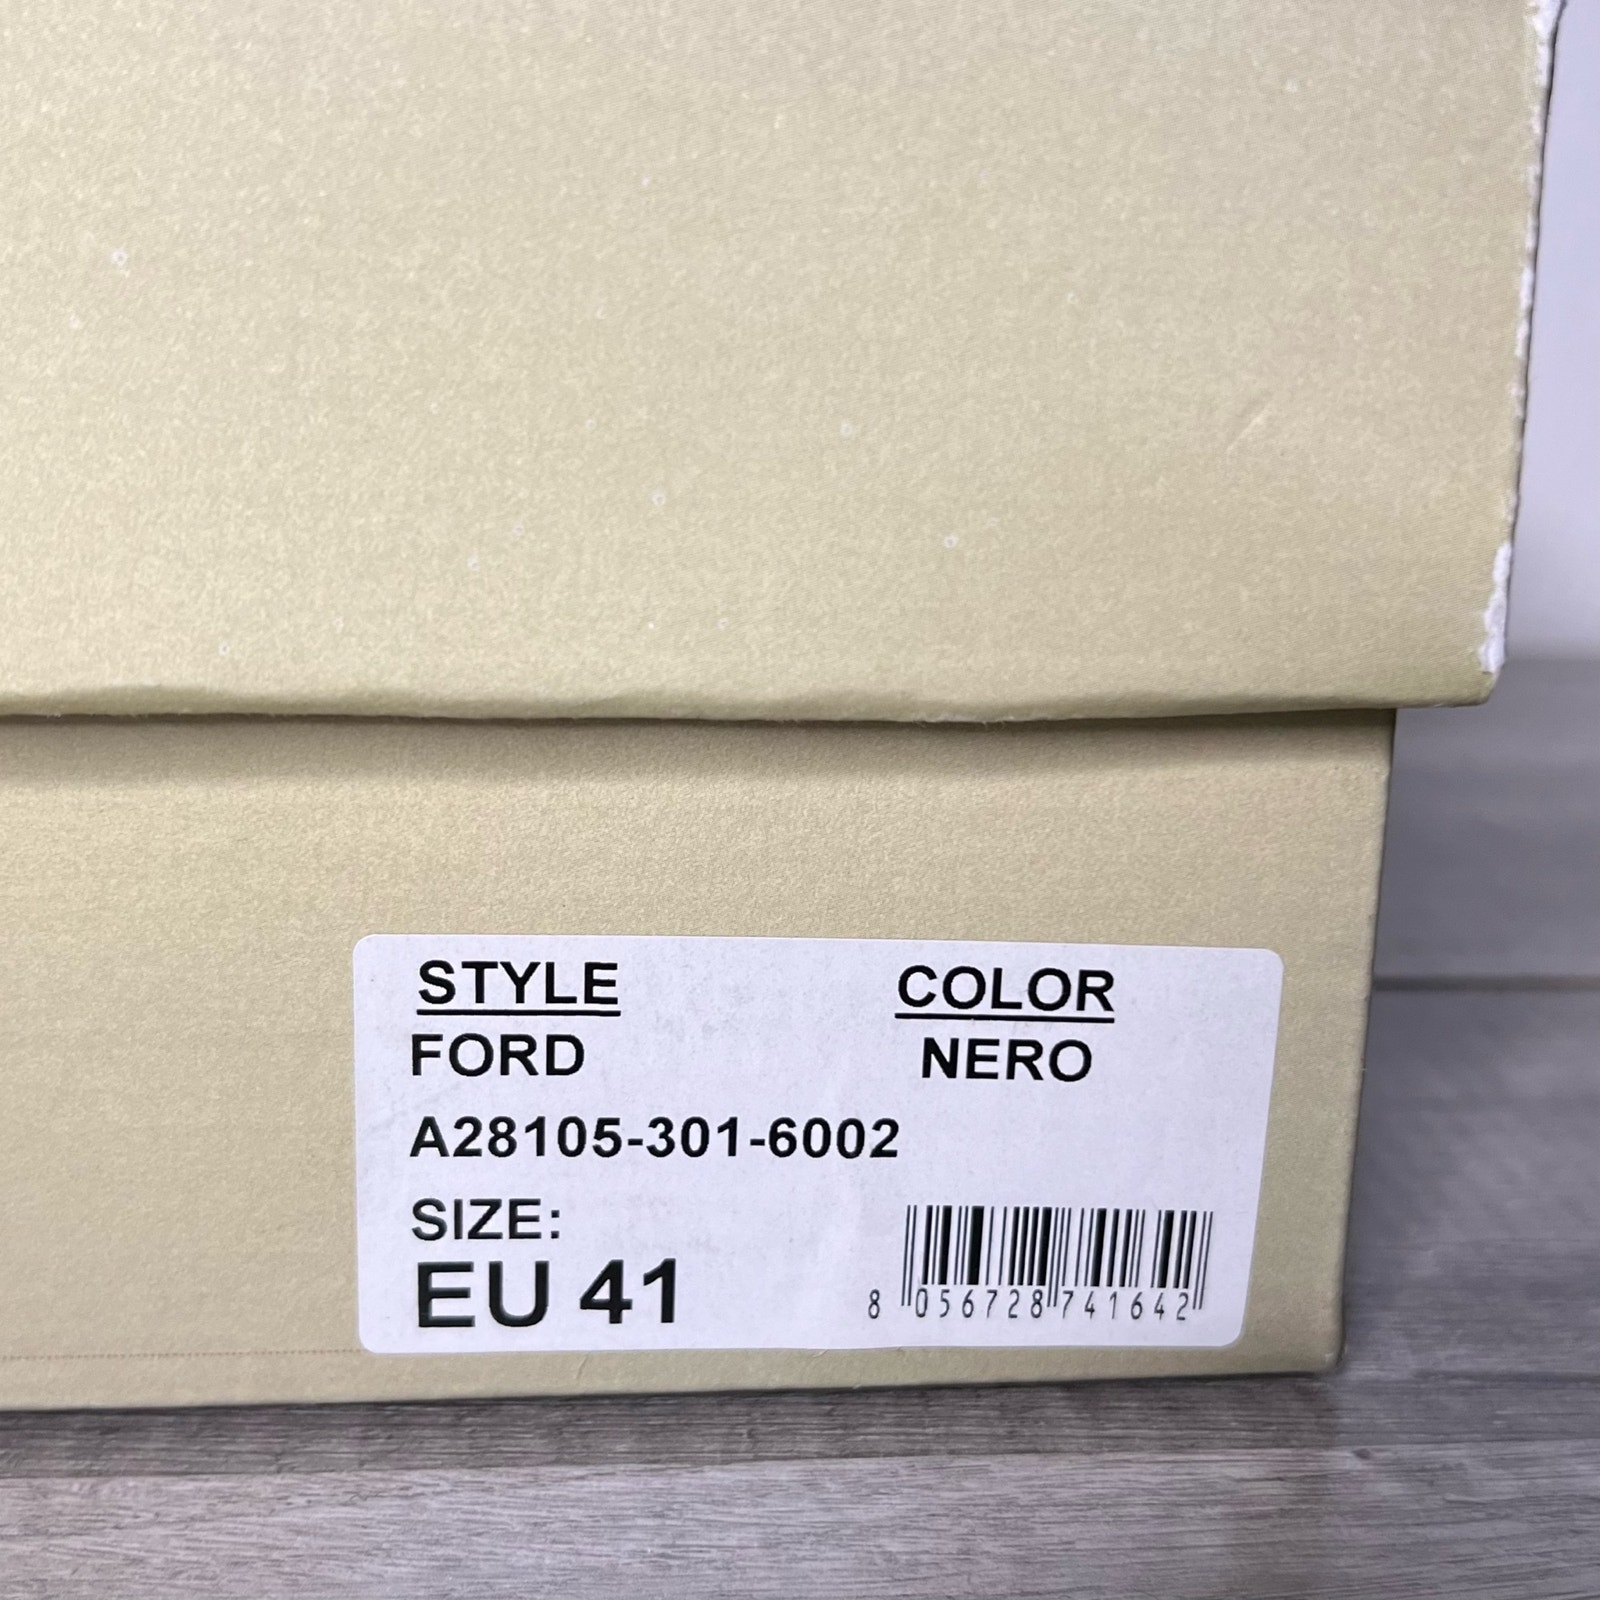 STYLE COLOR
FORD NERO
A28105-301-6002
SIZE:
EU 41
8 056728 741642